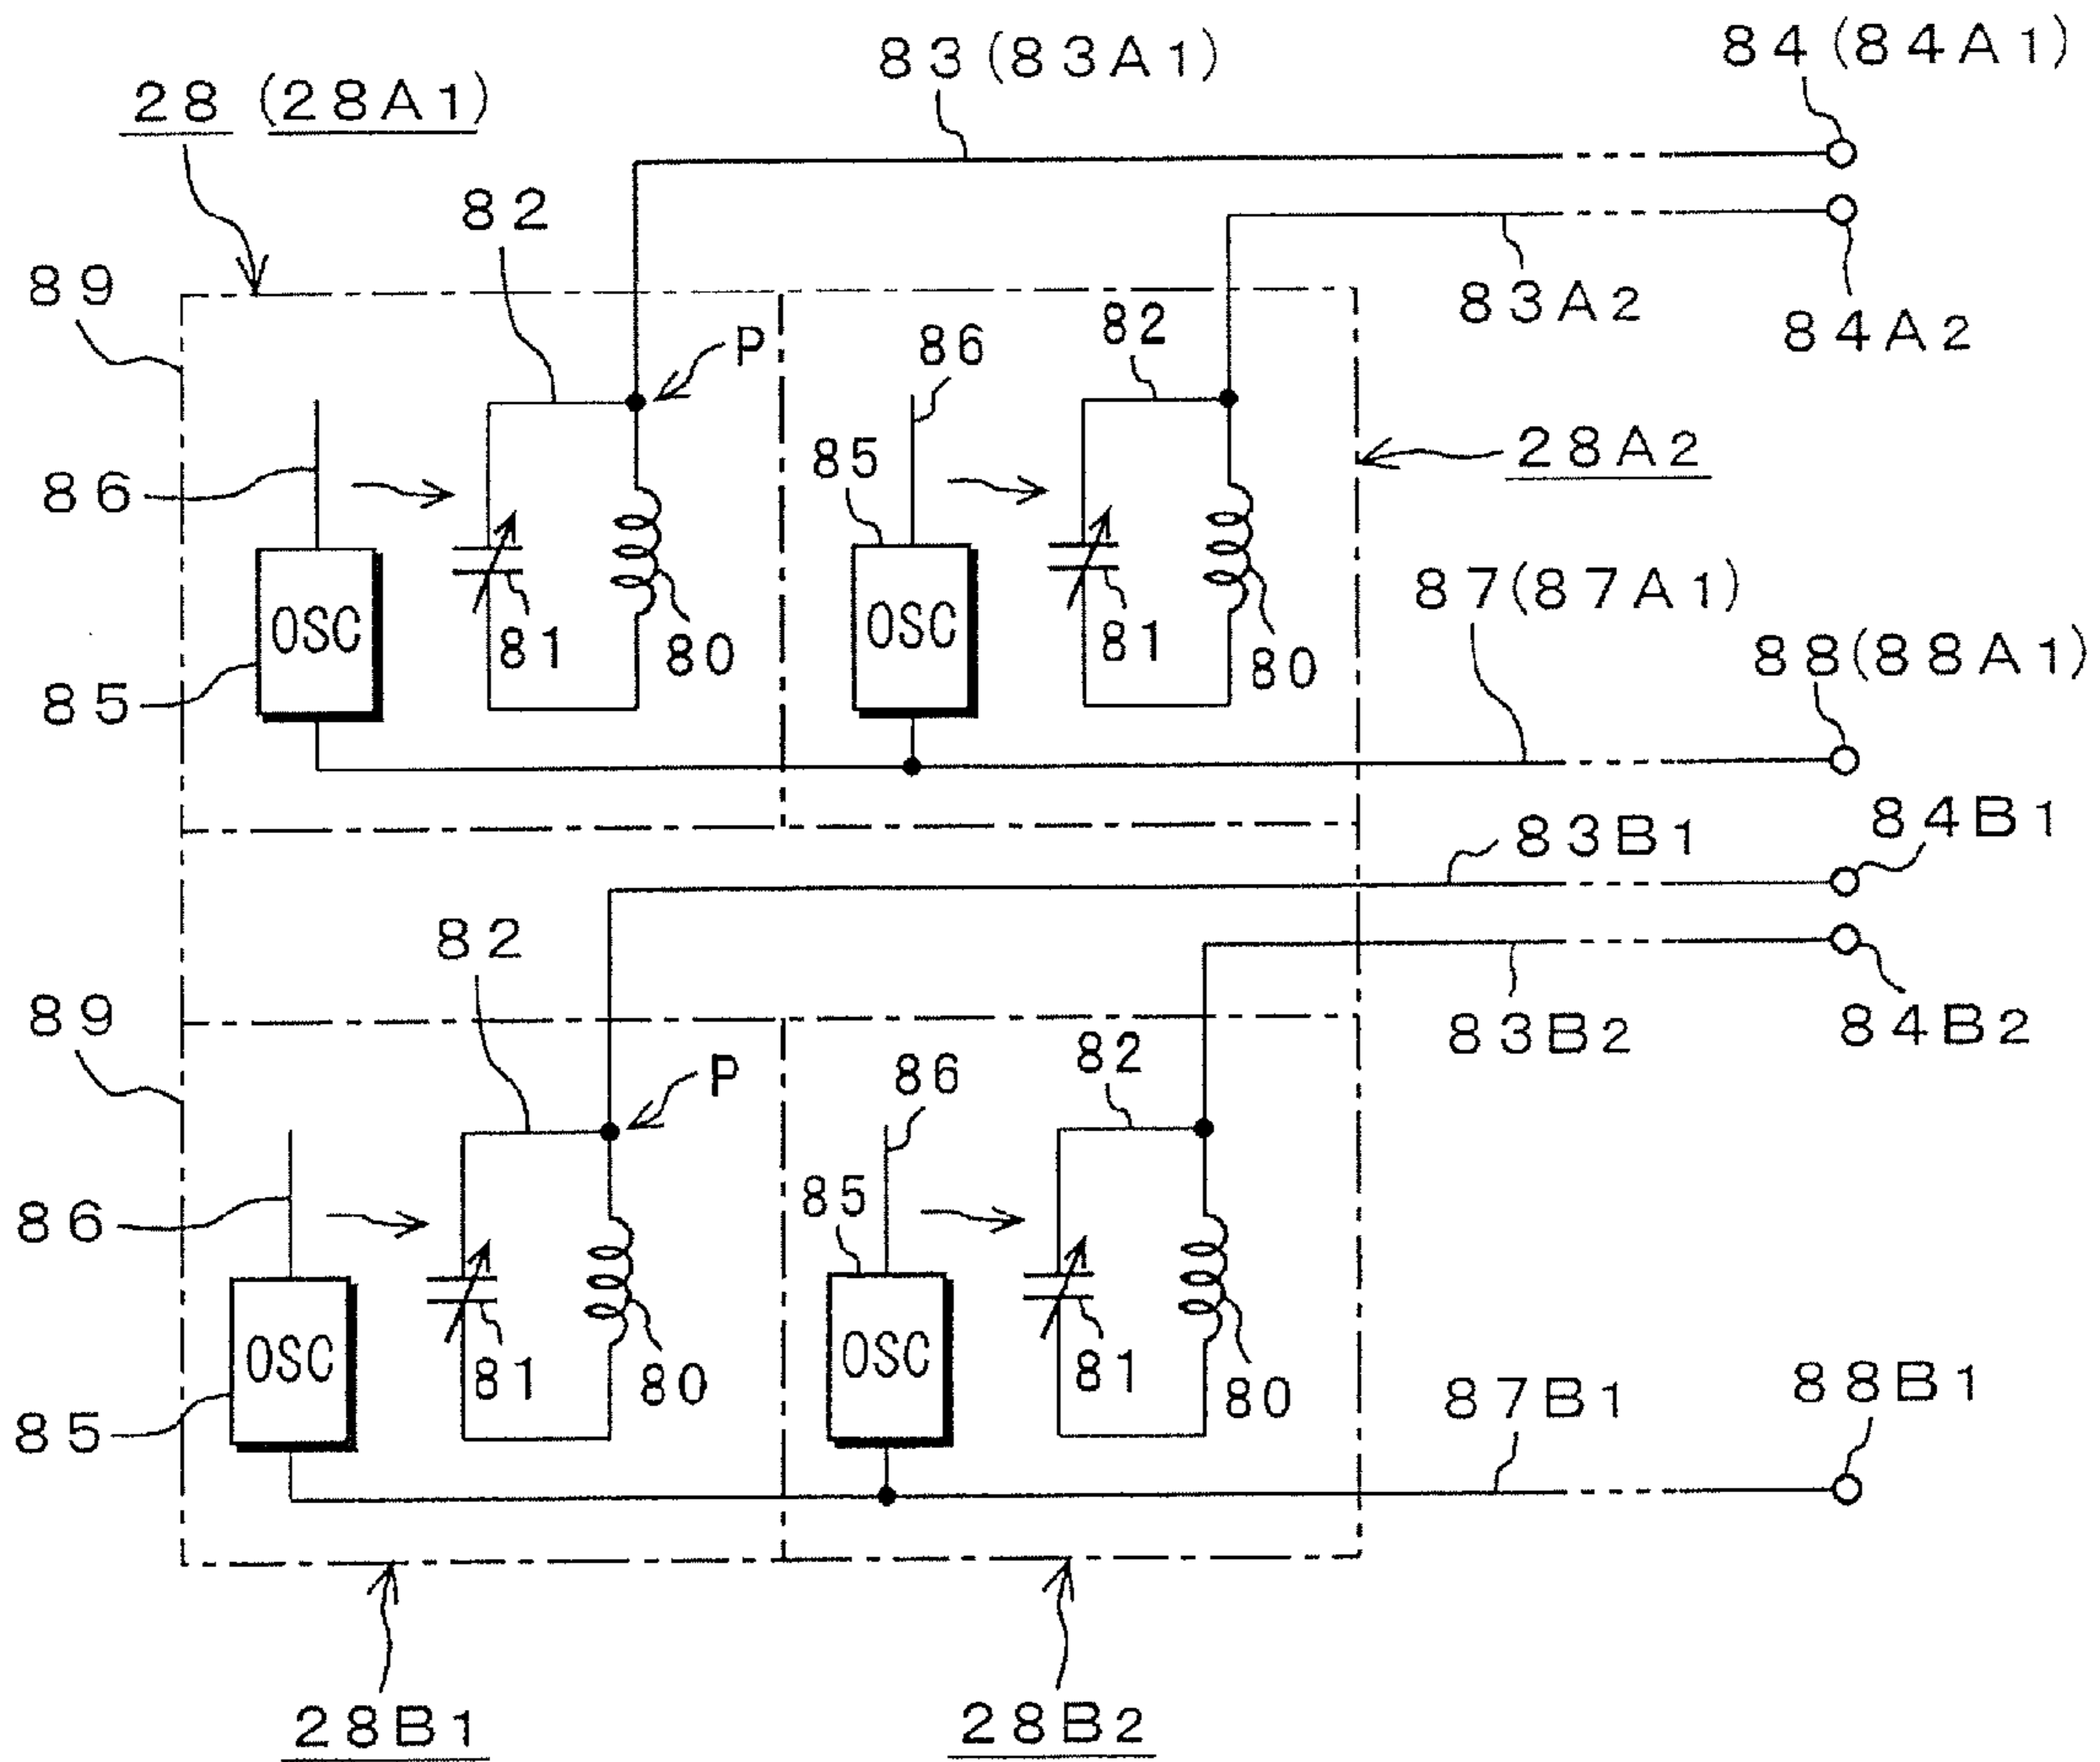 83(83A1)
84(84A1)
28(28A1)
82
89
83A2
84A2
P
82
86
85
28A2
86
87(87A1)
OSC
81
80
OSC
81
80
88(88A1)
85
84B1
83B1
82
89
83B2
84B2
P
86
82
85
86
OSC
81
80
OSC
81
80
87B1
88B1
85
28B1
28B2